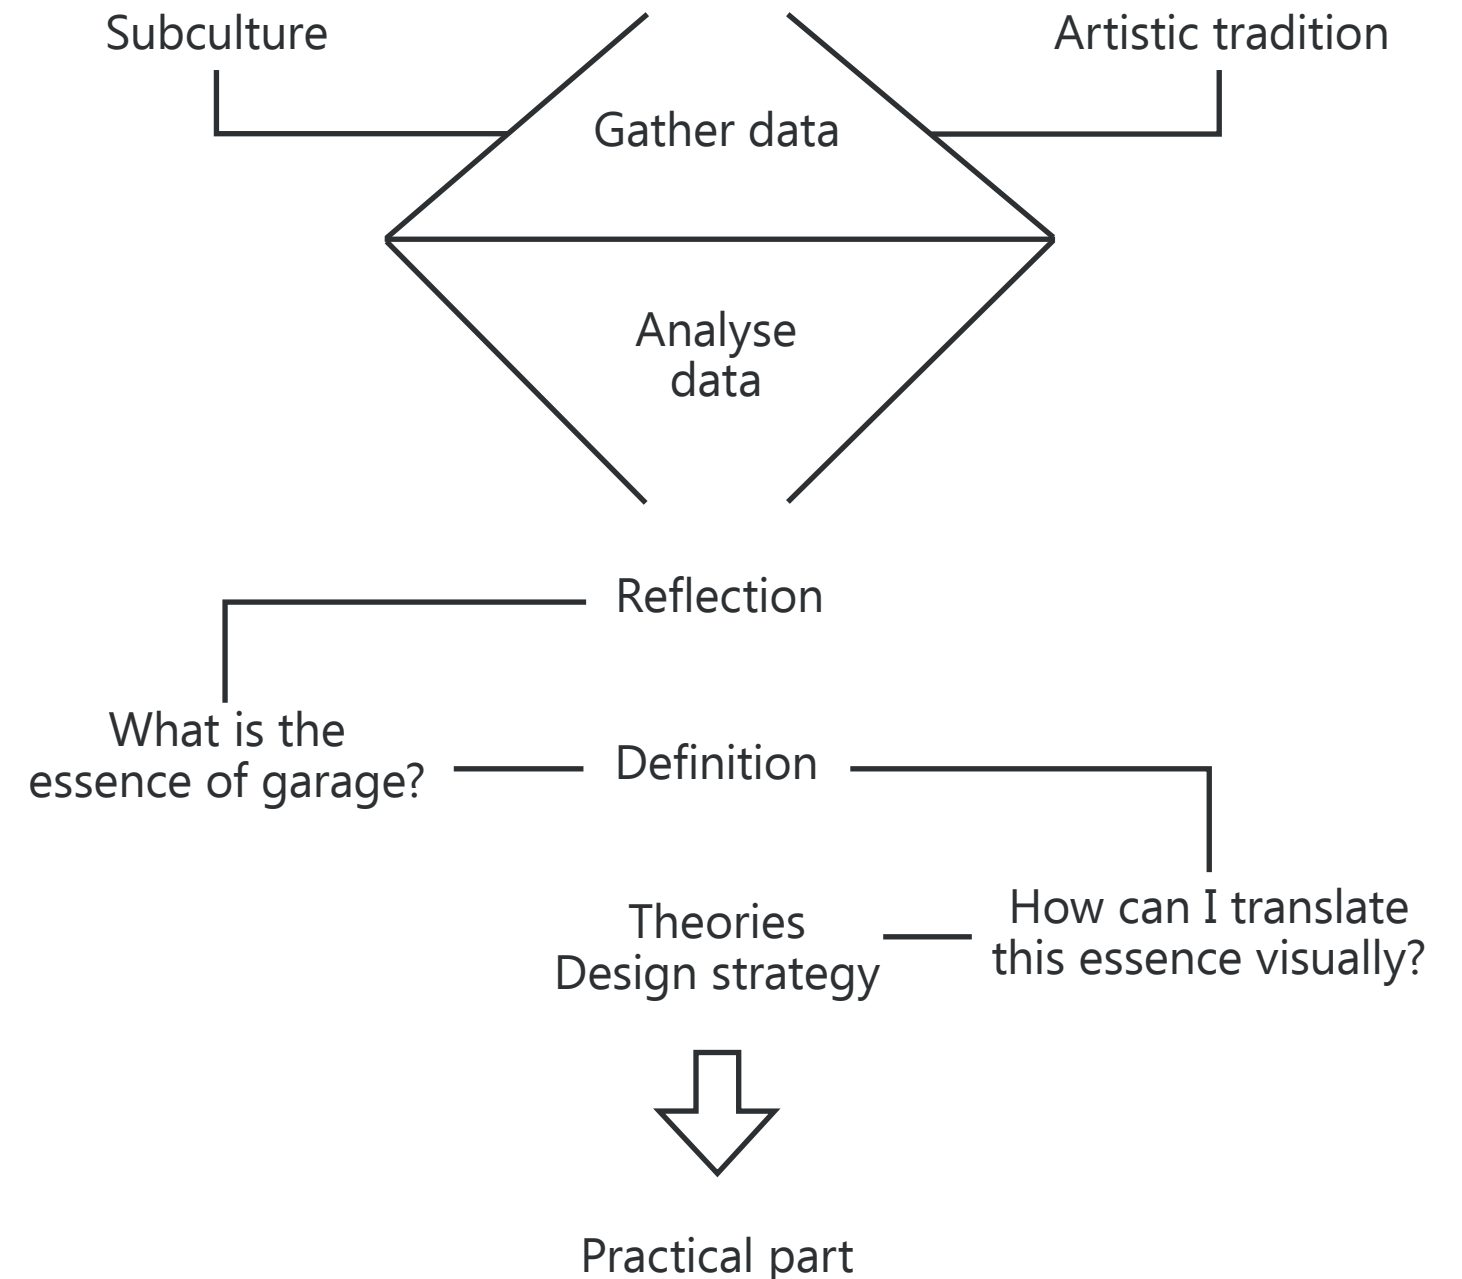 Subculture
Artistic tradition
Gather data
Analyse
data
Reflection
What is the
essence of garage?
Definition
How can I translate
this essence visually?
Theories
Design strategy
Practical part